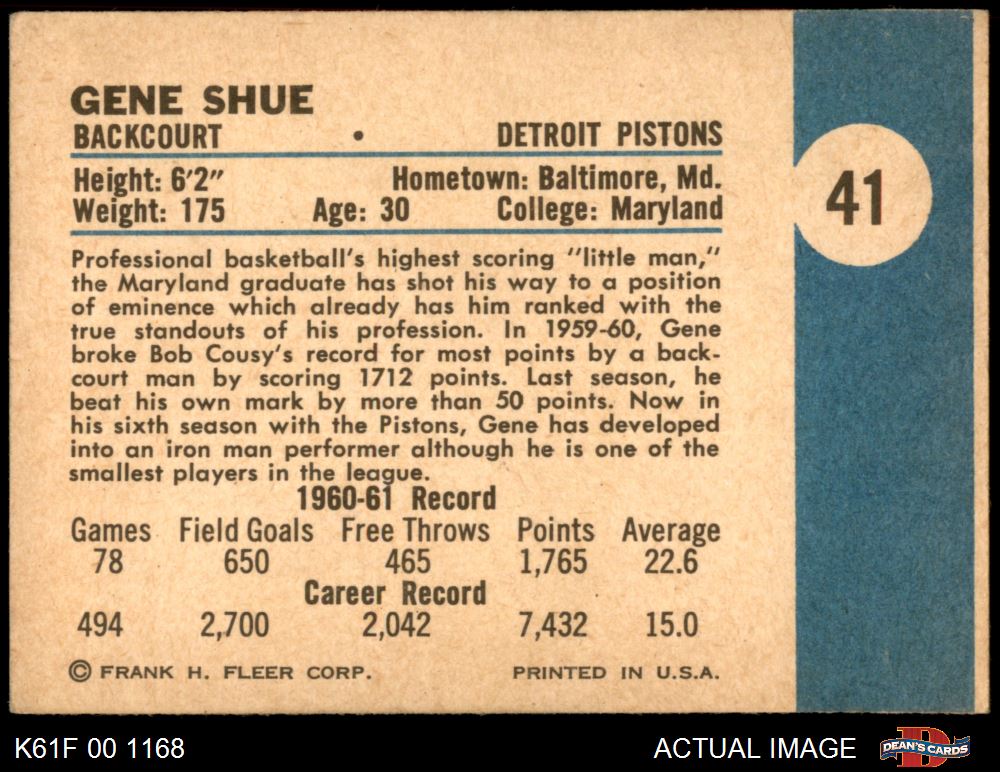 GENE SHUE
BACKCOURT • DETROIT PISTONS
Height: 6'2" Hometown: Baltimore, Md.
Weight: 175 Age: 30 College: Maryland
41
Professional basketball's highest scoring "little man,"
the Maryland graduate has shot his way to a position
of eminence which already has him ranked with the
true standouts of his profession. In 1959-60, Gene
broke Bob Cousy's record for most points by a back-
court man by scoring 1712 points. Last season, he
beat his own mark by more than 50 points. Now in
his sixth season with the Pistons, Gene has developed
into an iron man performer although he is one of the
smallest players in the league.
1960-61 Record
Games Field Goals Free Throws Points Average
78 650 465 1,765 22.6
Career Record
494 2,700 2,042 7,432 15.0
© FRANK H. FLEER CORP. PRINTED IN U.S.A.
K61F 00 1168 ACTUAL IMAGE D DEAN'S CARDS